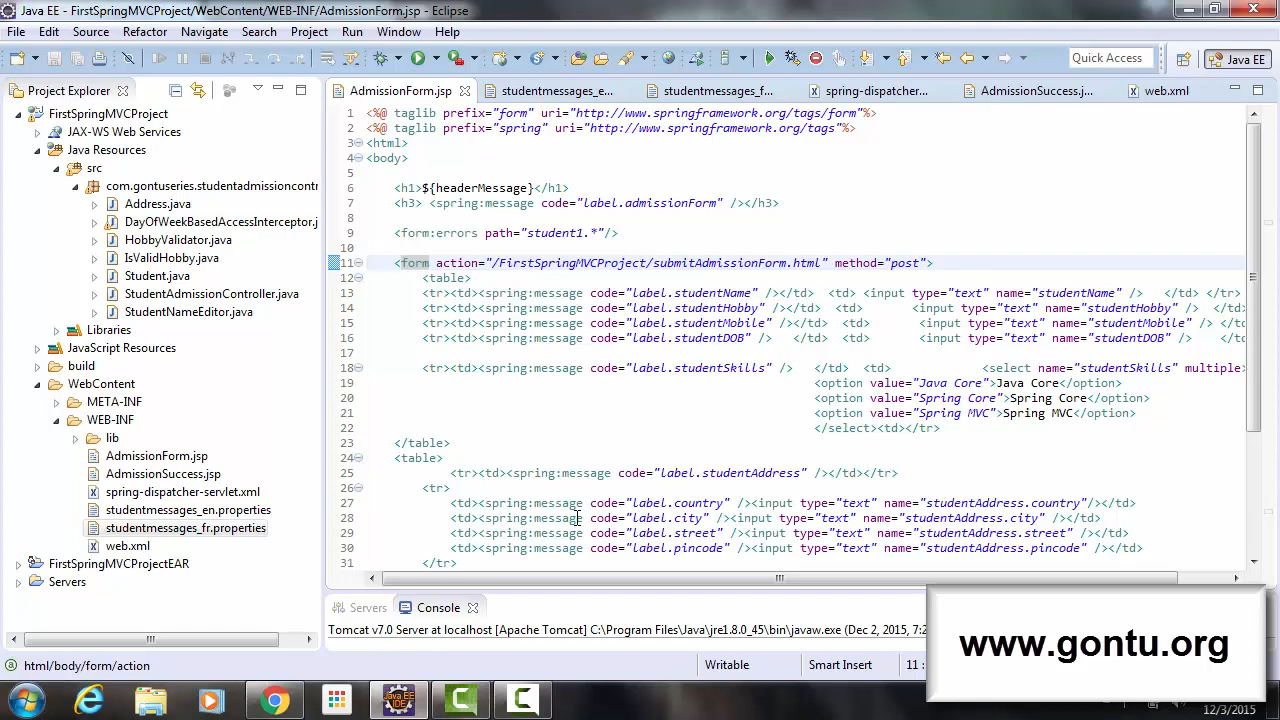 Java EE - FirstSpringMVCProject/WebContent/WEB-INF/AdmissionForm.jsp - Eclipse
File Edit Source Refactor Navigate Search Project Run Window Help
Quick Access
Java EE
Project Explorer
FirstSpringMVCProject
JAX-WS Web Services
Java Resources
src
com.gontuseries.studentadmissioncontr
Address.java
DayOfWeekBasedAccessInterceptor.j
HobbyValidator.java
IsValidHobby.java
Student.java
StudentAdmissionController.java
StudentNameEditor.java
Libraries
JavaScript Resources
build
WebContent
META-INF
WEB-INF
lib
AdmissionForm.jsp
AdmissionSuccess.jsp
spring-dispatcher-servlet.xml
studentmessages_en.properties
studentmessages_fr.properties
web.xml
FirstSpringMVCProjectEAR
Servers
AdmissionForm.jsp studentmessages_e... studentmessages_f... spring-dispatcher... AdmissionSuccess.j... web.xml
1 <%@ taglib prefix="form" uri="http://www.springframework.org/tags/form"%>
2 <%@ taglib prefix="spring" uri="http://www.springframework.org/tags"%>
3 <html>
4 <body>
5
6 <h1>${headerMessage}</h1>
7 <h3> <spring:message code="label.admissionForm" /></h3>
8
9 <form:errors path="student1.*"/>
10
11 <form action="/FirstSpringMVCProject/submitAdmissionForm.html" method="post">
12 <table>
13 <tr><td><spring:message code="label.studentName" /></td> <td> <input type="text" name="studentName" /> </td> </tr>
14 <tr><td><spring:message code="label.studentHobby" /></td> <td> <input type="text" name="studentHobby" /> </td>
15 <tr><td><spring:message code="label.studentMobile" /></td> <td> <input type="text" name="studentMobile" /> </td>
16 <tr><td><spring:message code="label.studentDOB" /> </td> <td> <input type="text" name="studentDOB" /> </td>
17
18 <tr><td><spring:message code="label.studentSkills" /> </td> <td> <select name="studentSkills" multiple>
19 <option value="Java Core">Java Core</option>
20 <option value="Spring Core">Spring Core</option>
21 <option value="Spring MVC">Spring MVC</option>
22 </select><td></tr>
23 </table>
24 <table>
25 <tr><td><spring:message code="label.studentAddress" /></td></tr>
26 <tr>
27 <td><spring:message code="label.country" /><input type="text" name="studentAddress.country"/></td>
28 <td><spring:message code="label.city" /><input type="text" name="studentAddress.city" /></td>
29 <td><spring:message code="label.street" /><input type="text" name="studentAddress.street" /></td>
30 <td><spring:message code="label.pincode" /><input type="text" name="studentAddress.pincode" /></td>
31 </tr>
Servers Console
Tomcat v7.0 Server at localhost [Apache Tomcat] C:\Program Files\Java\jre1.8.0_45\bin\javaw.exe (Dec 2, 2015, 7:2
www.gontu.org
html/body/form/action
Writable
Smart Insert
11 :
Java EE
IDE
12/3/2015